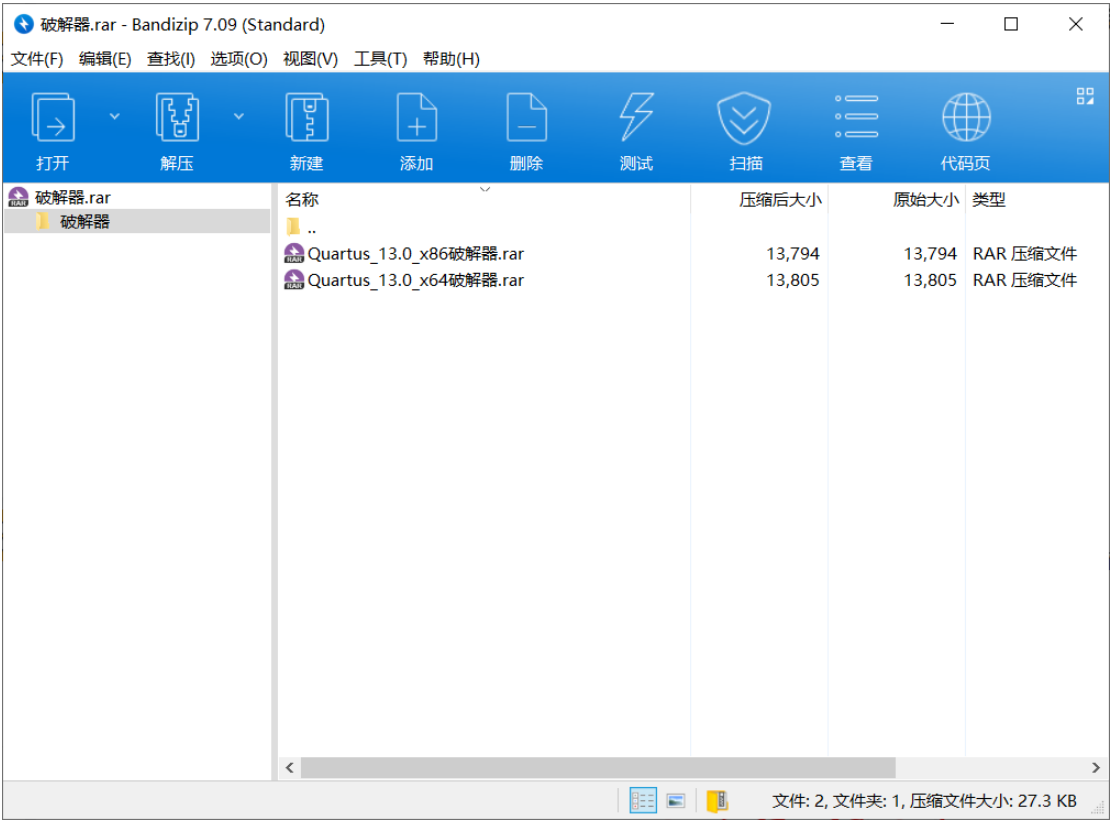 破解器.rar - Bandizip 7.09 (Standard)
文件(F) 编辑(E) 查找(I) 选项(O) 视图(V) 工具(T) 帮助(H)
打开 解压 新建 添加 删除 测试 扫描 查看 代码页
RAR 破解器.rar
破解器
名称 压缩后大小 原始大小 类型
..
RAR Quartus_13.0_x86破解器.rar 13,794 13,794 RAR 压缩文件
RAR Quartus_13.0_x64破解器.rar 13,805 13,805 RAR 压缩文件
文件: 2, 文件夹: 1, 压缩文件大小: 27.3 KB